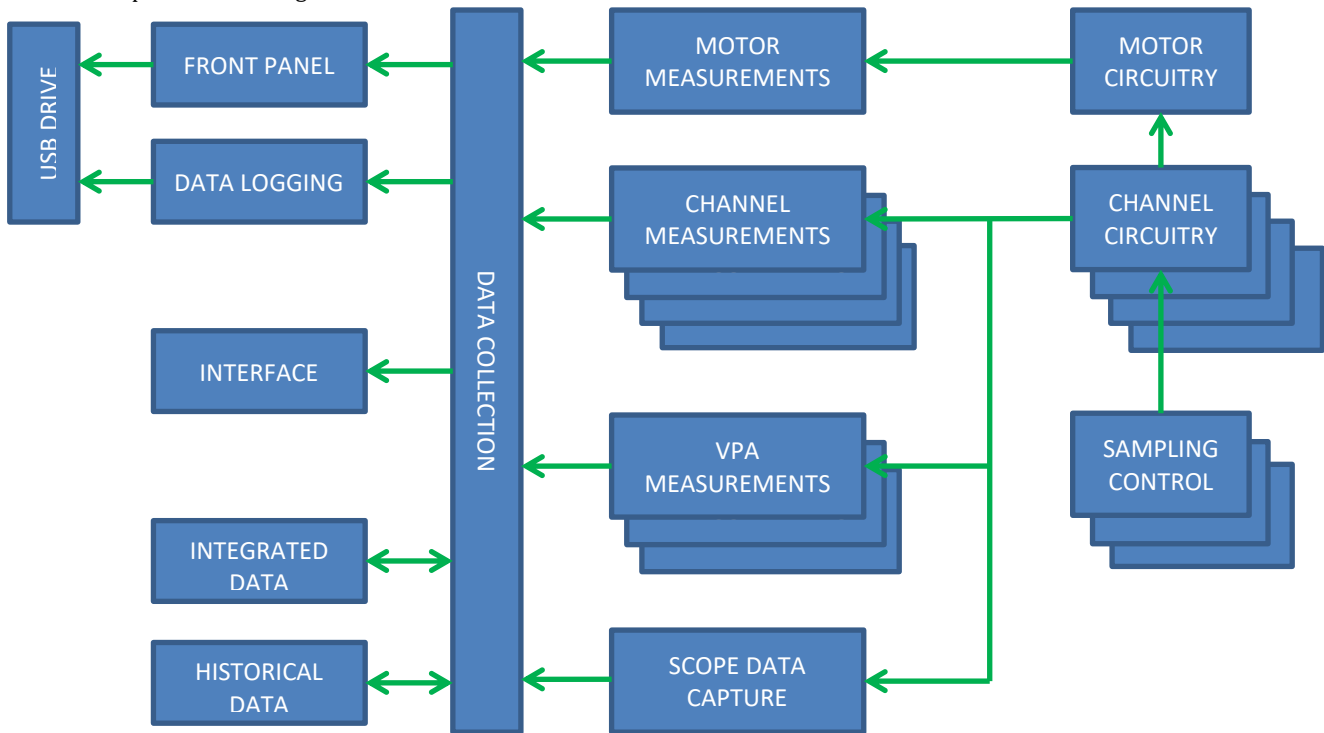 USB DRIVE
FRONT PANEL
DATA LOGGING
INTERFACE
INTEGRATED
DATA
HISTORICAL
DATA
DATA COLLECTION
MOTOR
MEASUREMENTS
CHANNEL
MEASUREMENTS
VPA
MEASUREMENTS
SCOPE DATA
CAPTURE
MOTOR
CIRCUITRY
CHANNEL
CIRCUITRY
SAMPLING
CONTROL